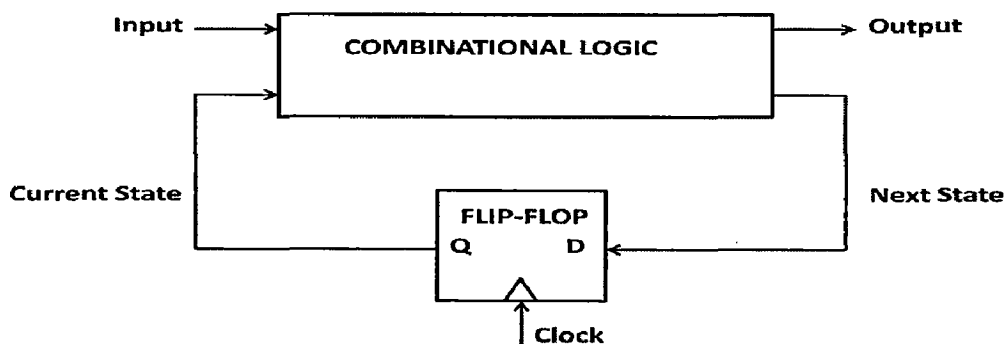 Input
COMBINATIONAL LOGIC
Output
Current State
Next State
FLIP-FLOP
Q D
Clock